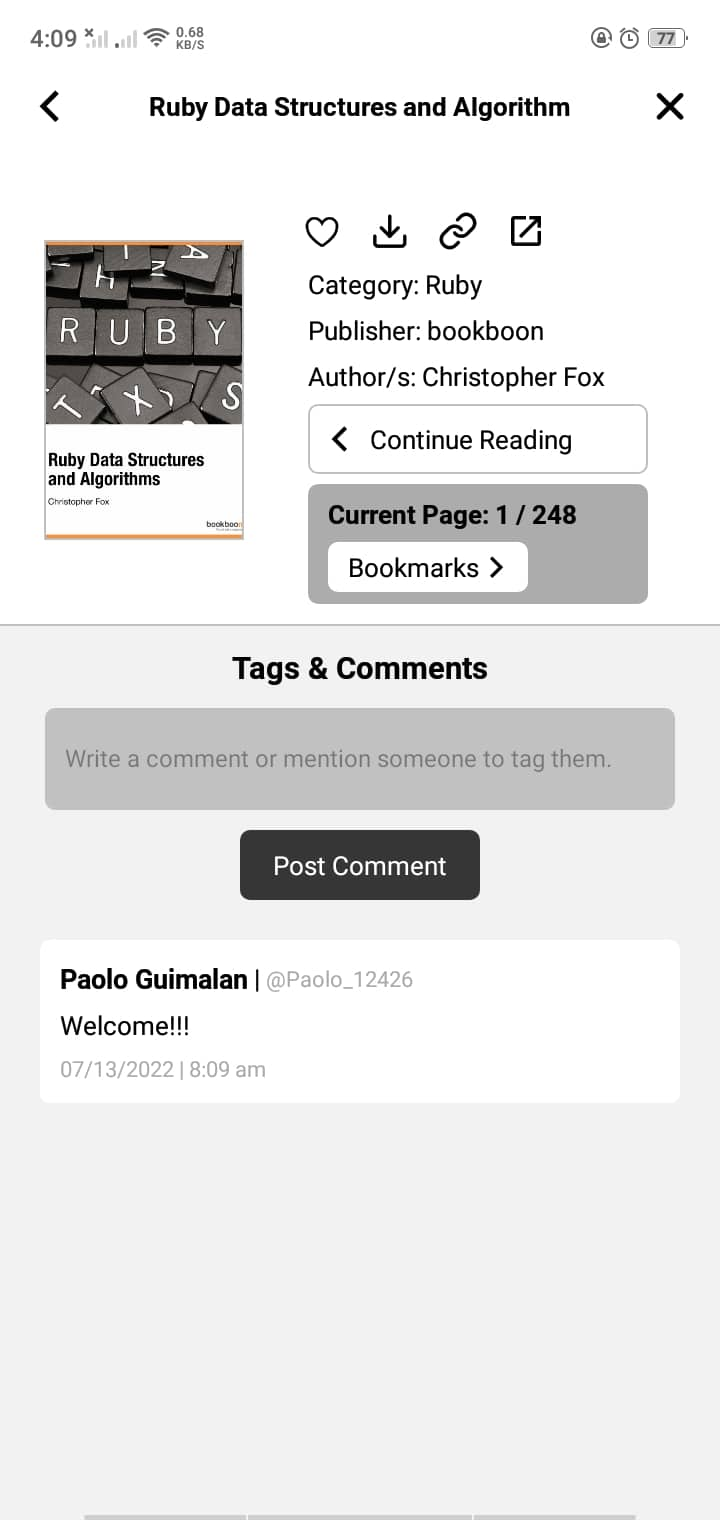 4:09
0.68
KB/S
77
Ruby Data Structures and Algorithm
H
N
A
R U B Y
T X S
Ruby Data Structures
and Algorithms
Christopher Fox
bookboon
Category: Ruby
Publisher: bookboon
Author/s: Christopher Fox
Continue Reading
Current Page: 1 / 248
Bookmarks
Tags & Comments
Write a comment or mention someone to tag them.
Post Comment
Paolo Guimalan | @Paolo_12426
Welcome!!!
07/13/2022 | 8:09 am